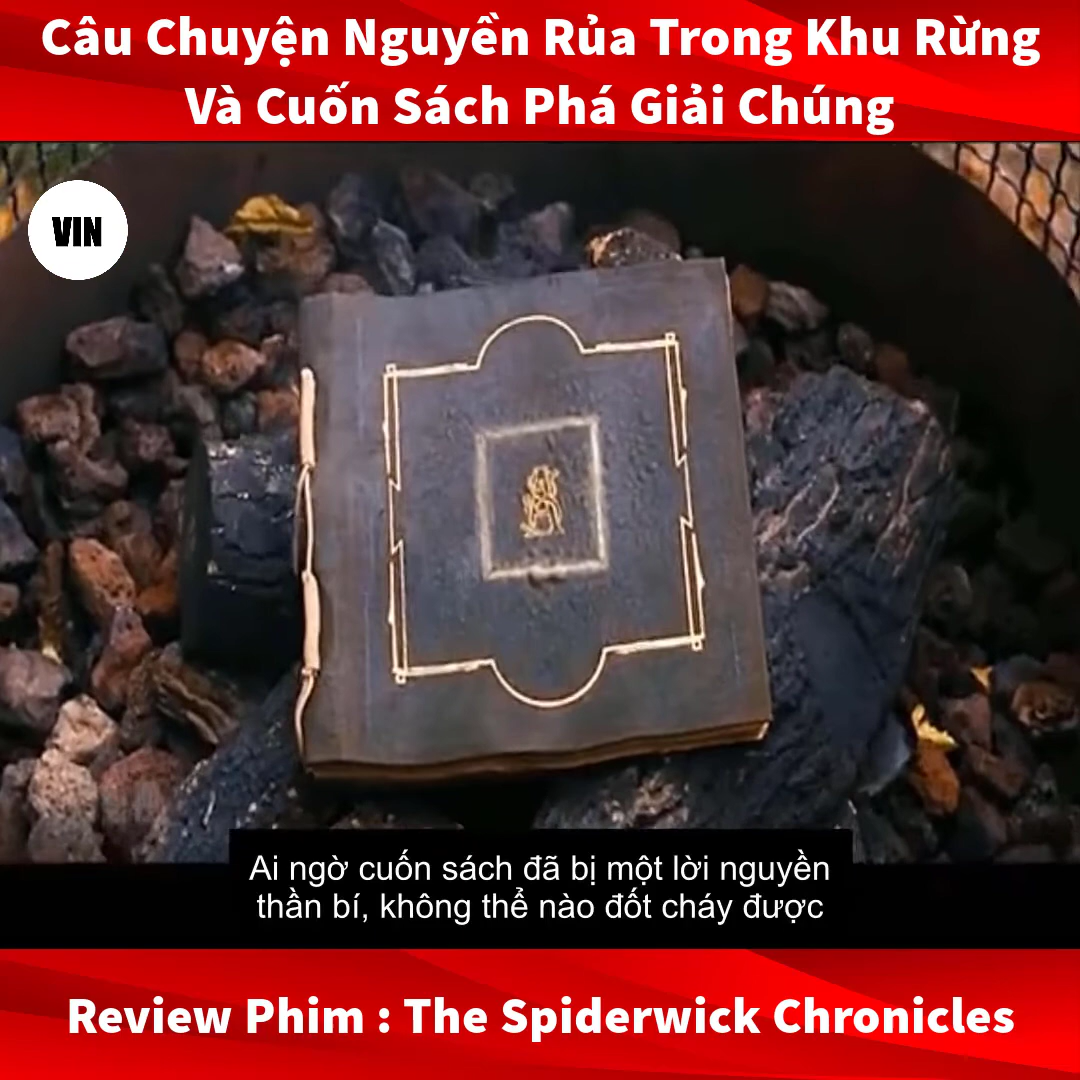 Câu Chuyện Nguyền Rủa Trong Khu Rừng
Và Cuốn Sách Phá Giải Chúng
VIN
Ai ngờ cuốn sách đã bị một lời nguyền
thần bí, không thể nào đốt cháy được
Review Phim : The Spiderwick Chronicles